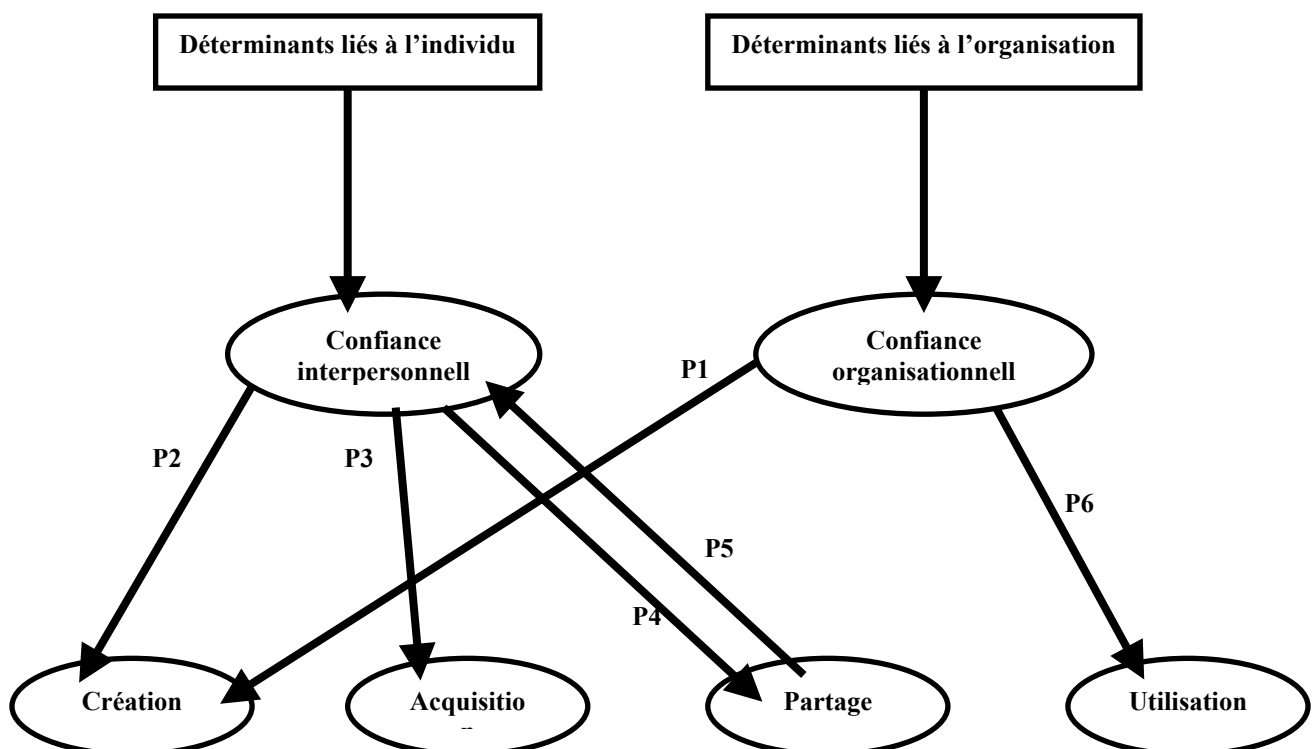 Déterminants liés à l’individu
Déterminants liés à l’organisation
Confiance
interpersonnell
Confiance
organisationnell
P1
P2
P3
P6
P5
P4
Création
Acquisitio
Partage
Utilisation